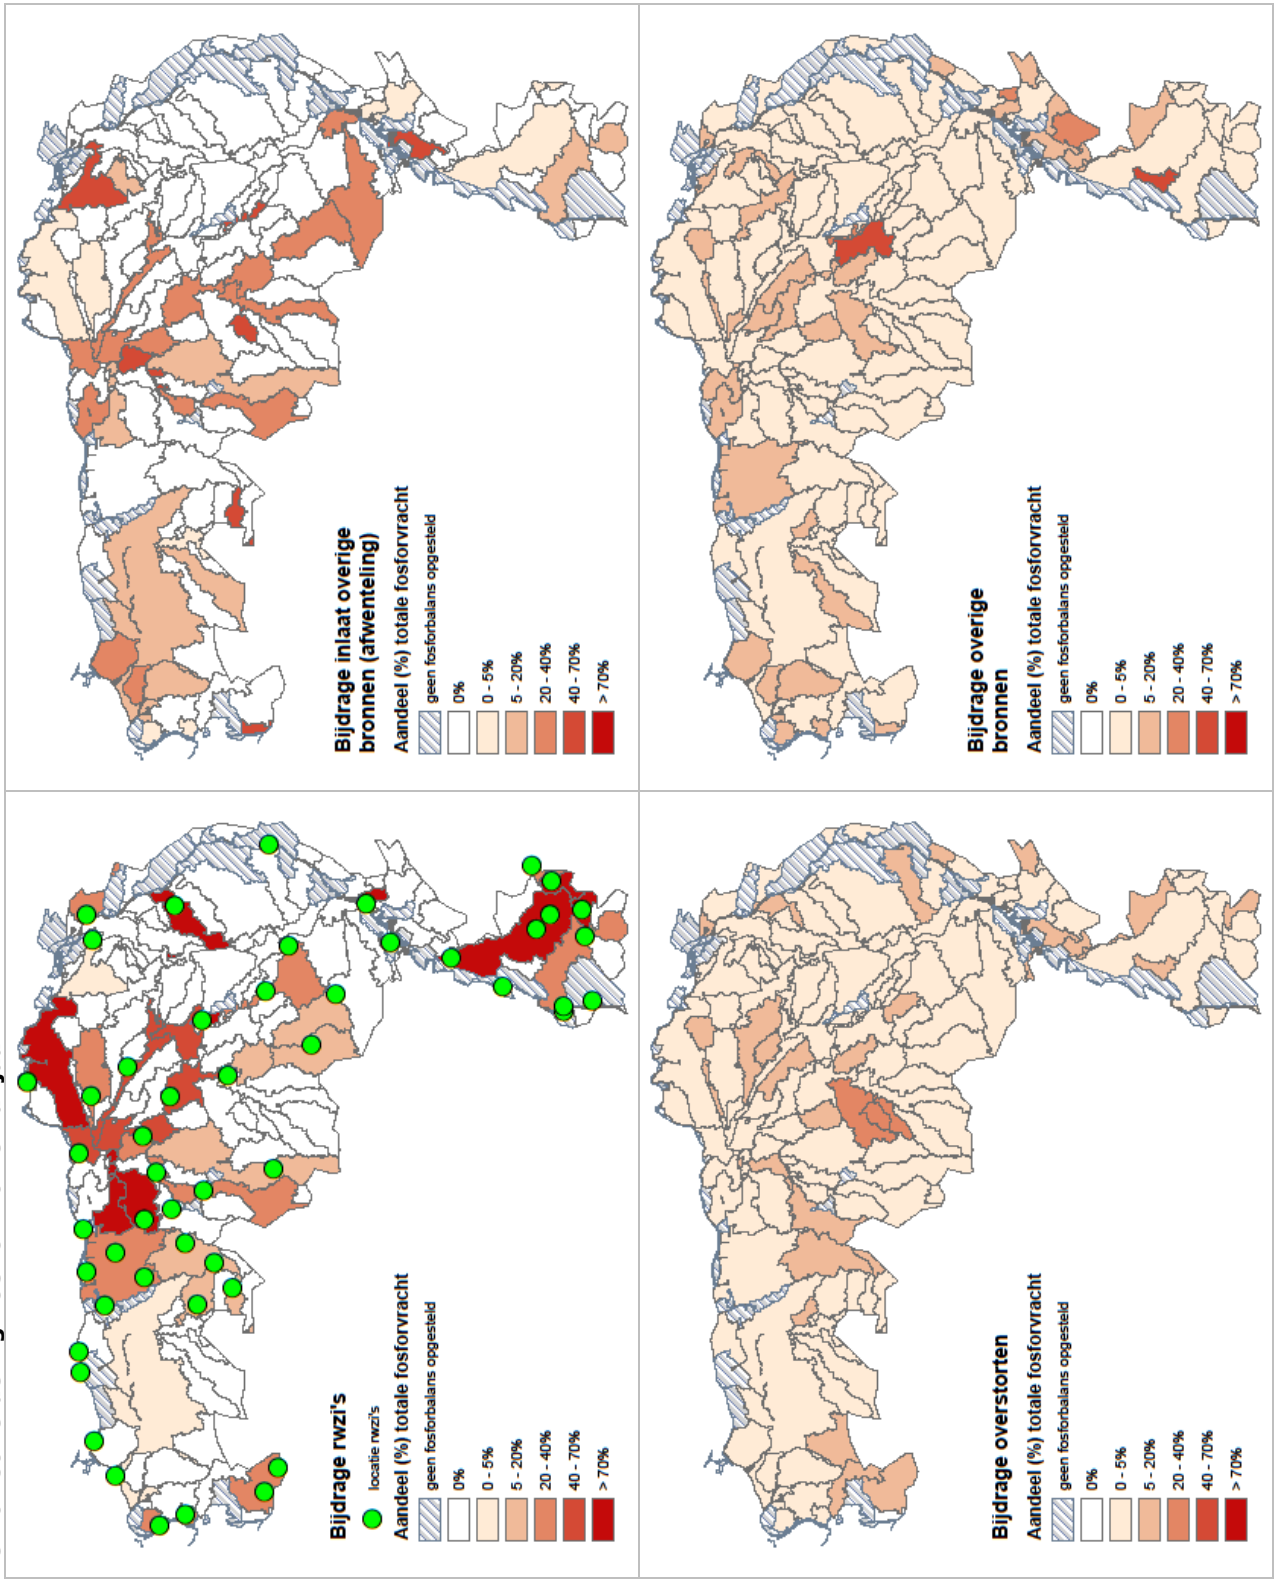 Bijdrage rwzi's
locatie rwzi's
Aandeel (%) totale fosforvracht
geen fosforbalans opgesteld
0%
0 - 5%
5 - 20%
20 - 40%
40 - 70%
> 70%
Bijdrage inlaat overige
bronnen (afwenteling)
Aandeel (%) totale fosforvracht
geen fosforbalans opgesteld
0%
0 - 5%
5 - 20%
20 - 40%
40 - 70%
> 70%
Bijdrage overstorten
Aandeel (%) totale fosforvracht
geen fosforbalans opgesteld
0%
0 - 5%
5 - 20%
20 - 40%
40 - 70%
> 70%
Bijdrage overige
bronnen
Aandeel (%) totale fosforvracht
geen fosforbalans opgesteld
0%
0 - 5%
5 - 20%
20 - 40%
40 - 70%
> 70%